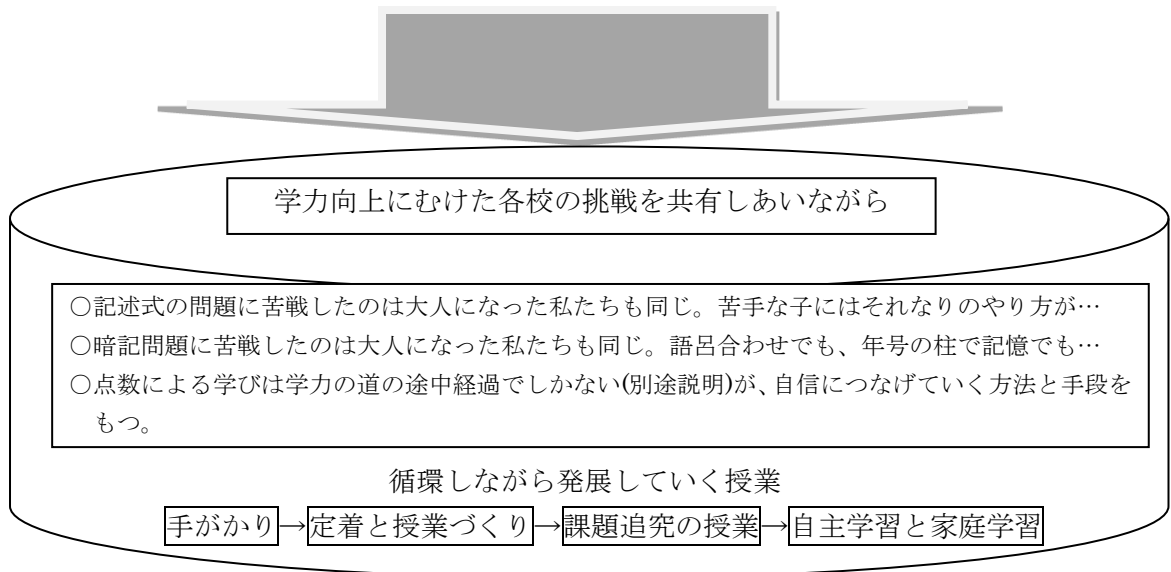 学力向上にむけた各校の挑戦を共有しあいながら
○記述式の問題に苦戦したのは大人になった私たちも同じ。苦手な子にはそれなりのやり方が…
○暗記問題に苦戦したのは大人になった私たちも同じ。語呂合わせでも、年号の柱で記憶でも…
○点数による学びは学力の道の途中経過でしかない(別途説明)が、自信につなげていく方法と手段を
もつ。
循環しながら発展していく授業
手がかり→定着と授業づくり→課題追究の授業→自主学習と家庭学習